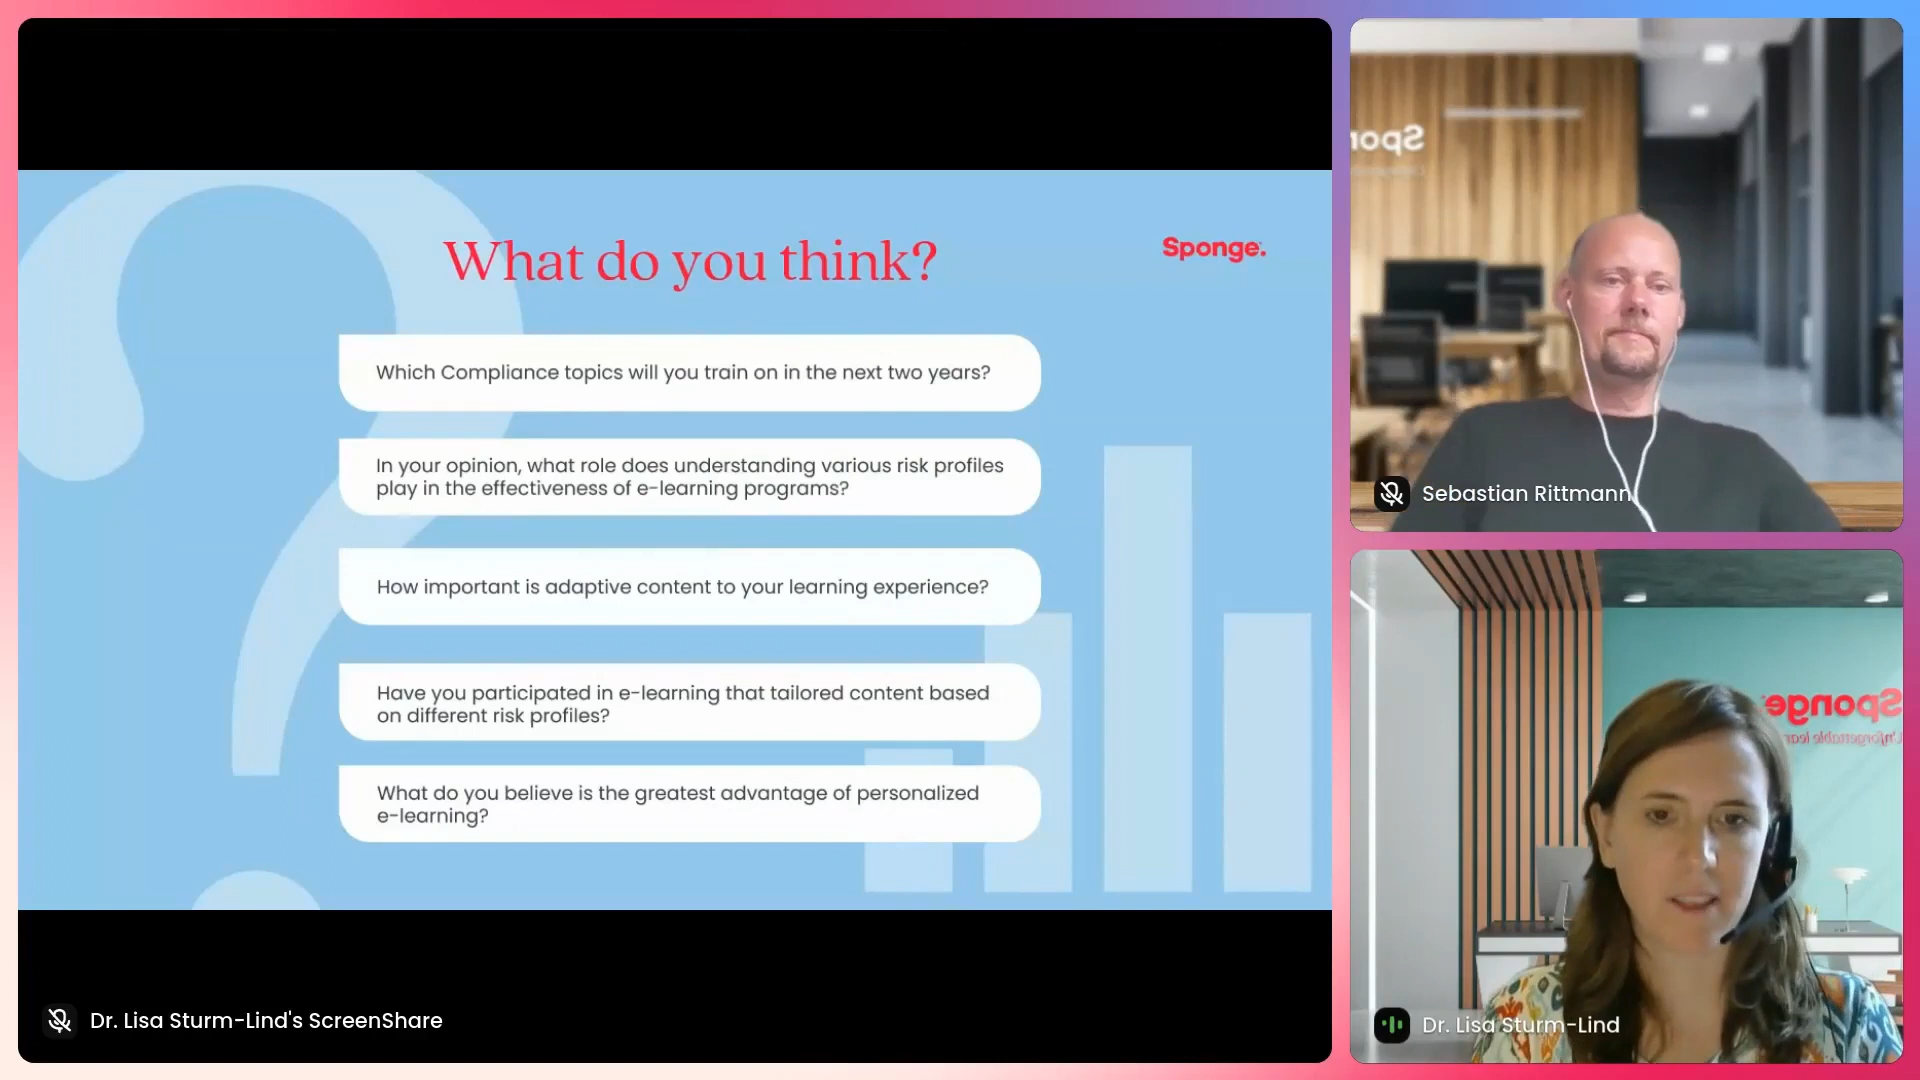 What do you think?
Sponge.
Which Compliance topics will you train on in the next two years?
In your opinion, what role does understanding various risk profiles
play in the effectiveness of e-learning programs?
How important is adaptive content to your learning experience?
Have you participated in e-learning that tailored content based
on different risk profiles?
What do you believe is the greatest advantage of personalized
e-learning?
Dr. Lisa Sturm-Lind's ScreenShare
Spon
Sebastian Rittmann
Sponge
Unforgettable lear
Dr. Lisa Sturm-Lind